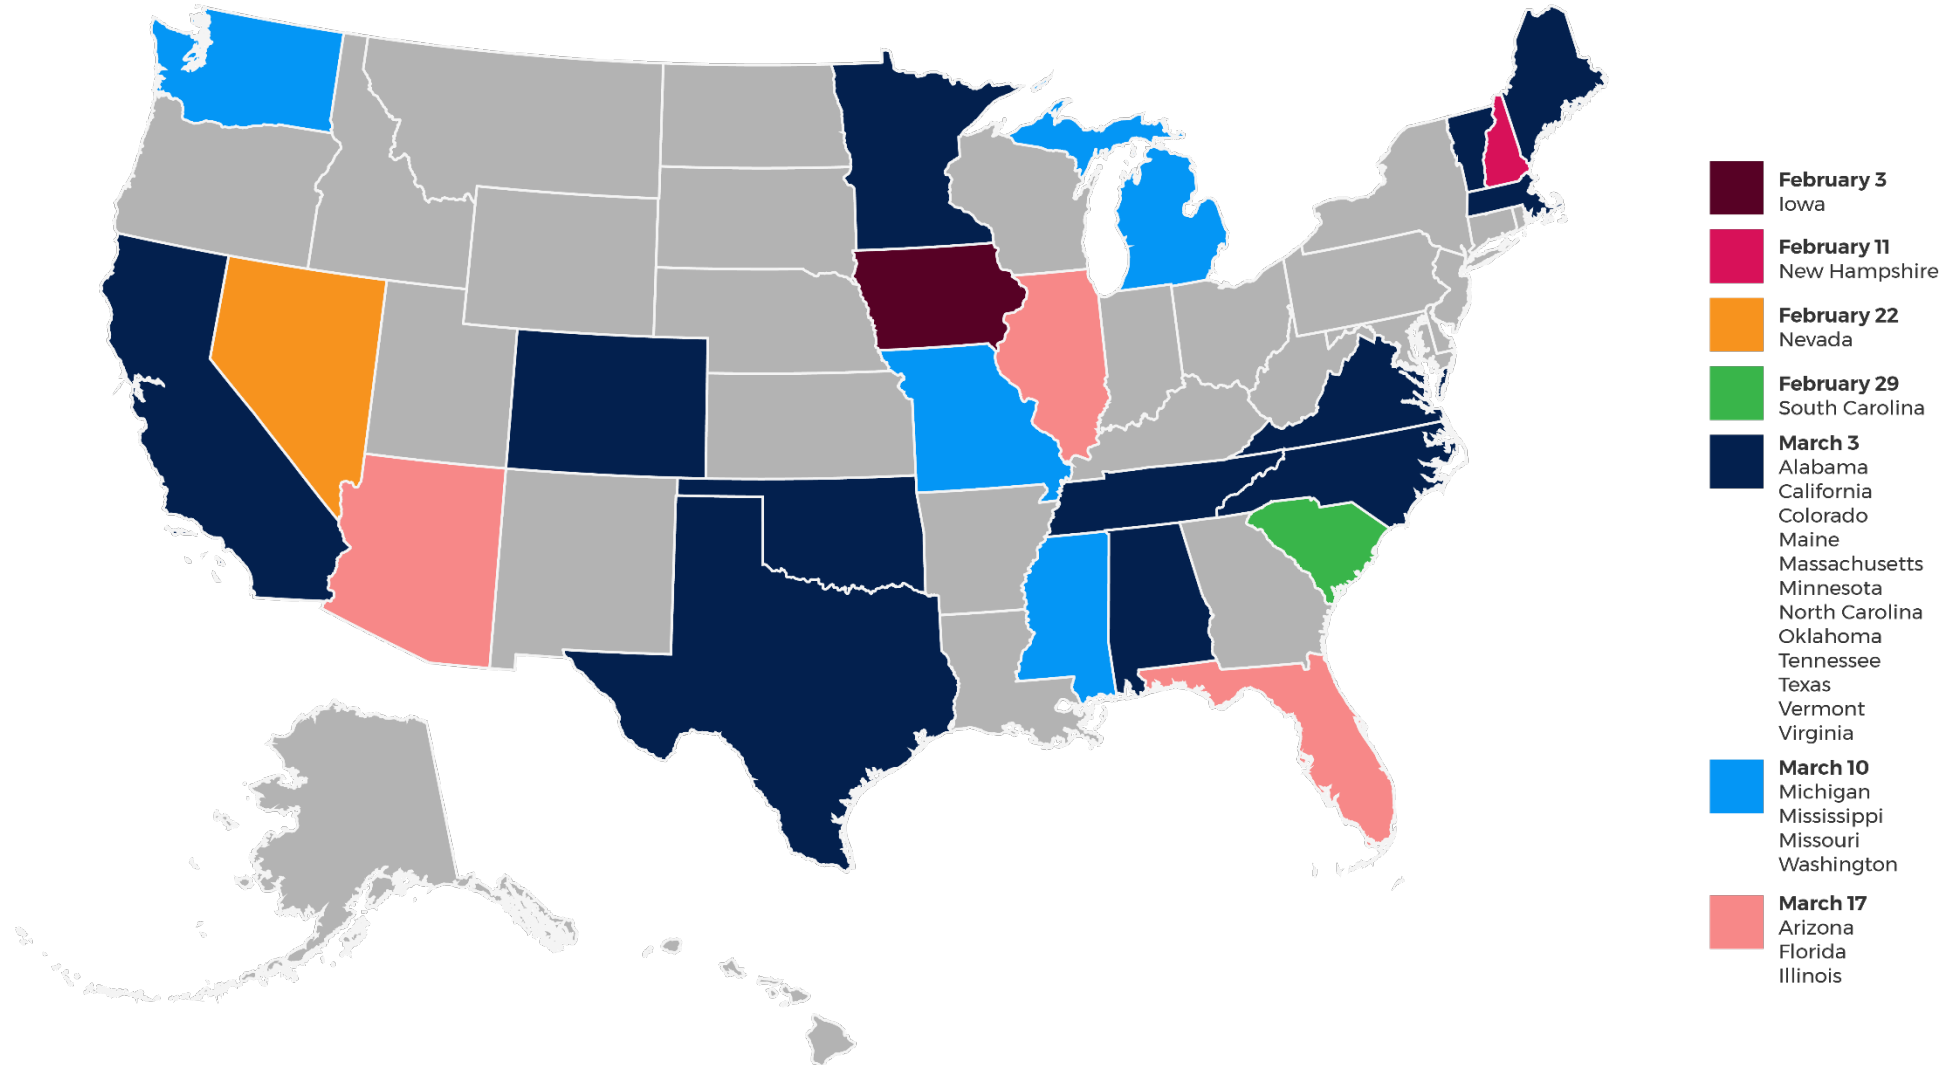 February 3
Iowa
February 11
New Hampshire
February 22
Nevada
February 29
South Carolina
March 3
Alabama
California
Colorado
Maine
Massachusetts
Minnesota
North Carolina
Oklahoma
Tennessee
Texas
Vermont
Virginia
March 10
Michigan
Mississippi
Missouri
Washington
March 17
Arizona
Florida
Illinois